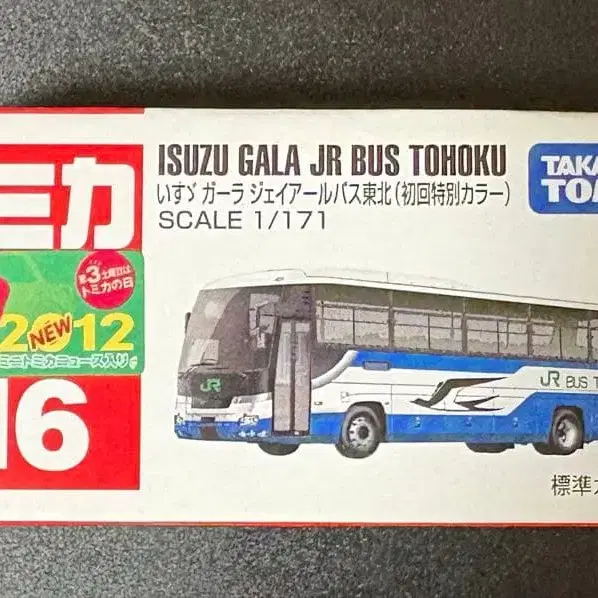 ミカ
ISUZU GALA JR BUS TOHOKU
いすゞ ガーラ ジェイアールバス東北(初回特別カラー)
SCALE 1/171
TAKA
TOM
第3土曜日は
トミカの日
2012
NEW
ミニトミカニュース入り
16
JR
JR BUS T
標準カ